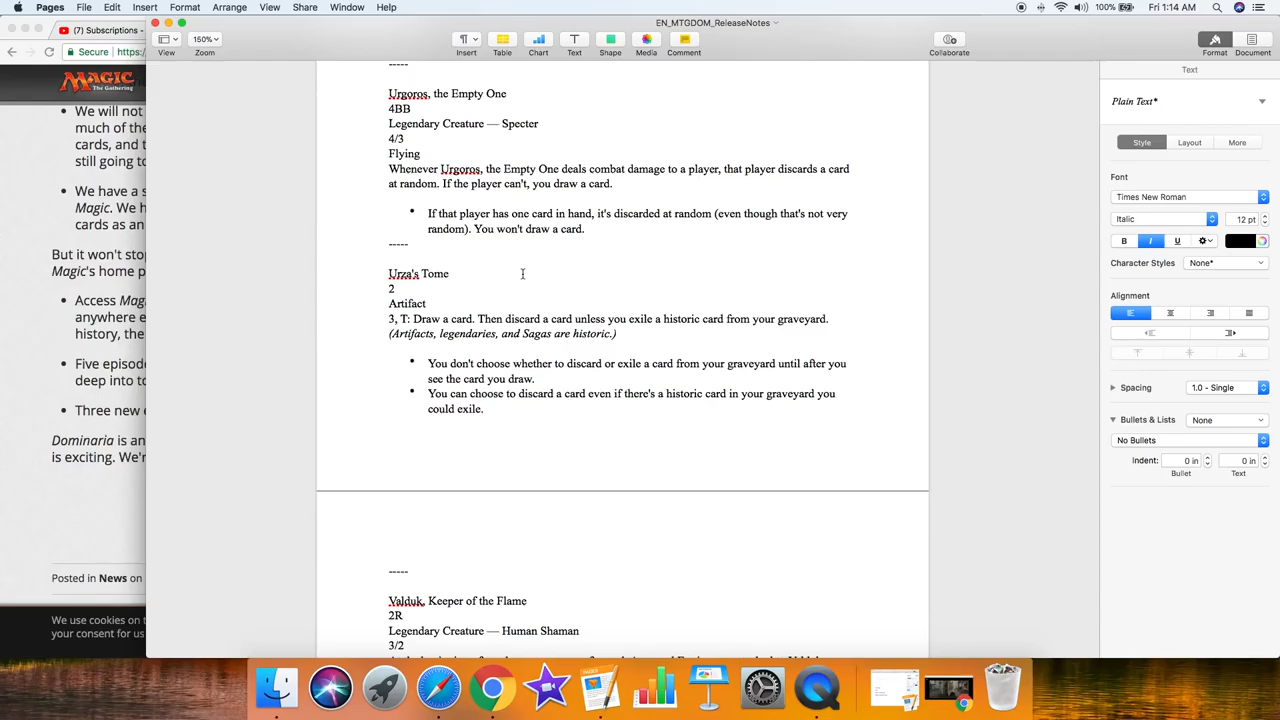 Pages File Edit Insert Format Arrange View Share Window Help
100% Fri 1:14 AM
(7) Subscriptions -
Secure https:/
EN_MTGDOM_ReleaseNotes
View
150%
Zoom
Insert
Table
Chart
Text
Shape
Media
Comment
Collaborate
Format
Document
MAGIC
The Gathering
We will not
much of the
cards, and t
still going to
We have a s
Magic. We h
cards as an
But it won't stop
Magic's home p
Access Mag
anywhere e
history, the
Five episod
deep into to
Three new e
Dominaria is an
is exciting. We'r
Posted in News on
We use cookies on t
your consent for us
-----
Urgoros, the Empty One
4BB
Legendary Creature — Specter
4/3
Flying
Whenever Urgoros, the Empty One deals combat damage to a player, that player discards a card
at random. If the player can't, you draw a card.
If that player has one card in hand, it's discarded at random (even though that's not very
random). You won't draw a card.
-----
Urza's Tome
2
Artifact
3, T: Draw a card. Then discard a card unless you exile a historic card from your graveyard.
(Artifacts, legendaries, and Sagas are historic.)
You don't choose whether to discard or exile a card from your graveyard until after you
see the card you draw.
You can choose to discard a card even if there's a historic card in your graveyard you
could exile.
-----
Valduk, Keeper of the Flame
2R
Legendary Creature — Human Shaman
3/2
Text
Plain Text*
Style
Layout
More
Font
Times New Roman
Italic
12 pt
B I U
Character Styles None*
Alignment
Spacing 1.0 - Single
Bullets & Lists None
No Bullets
Indent: 0 in 0 in
Bullet Text